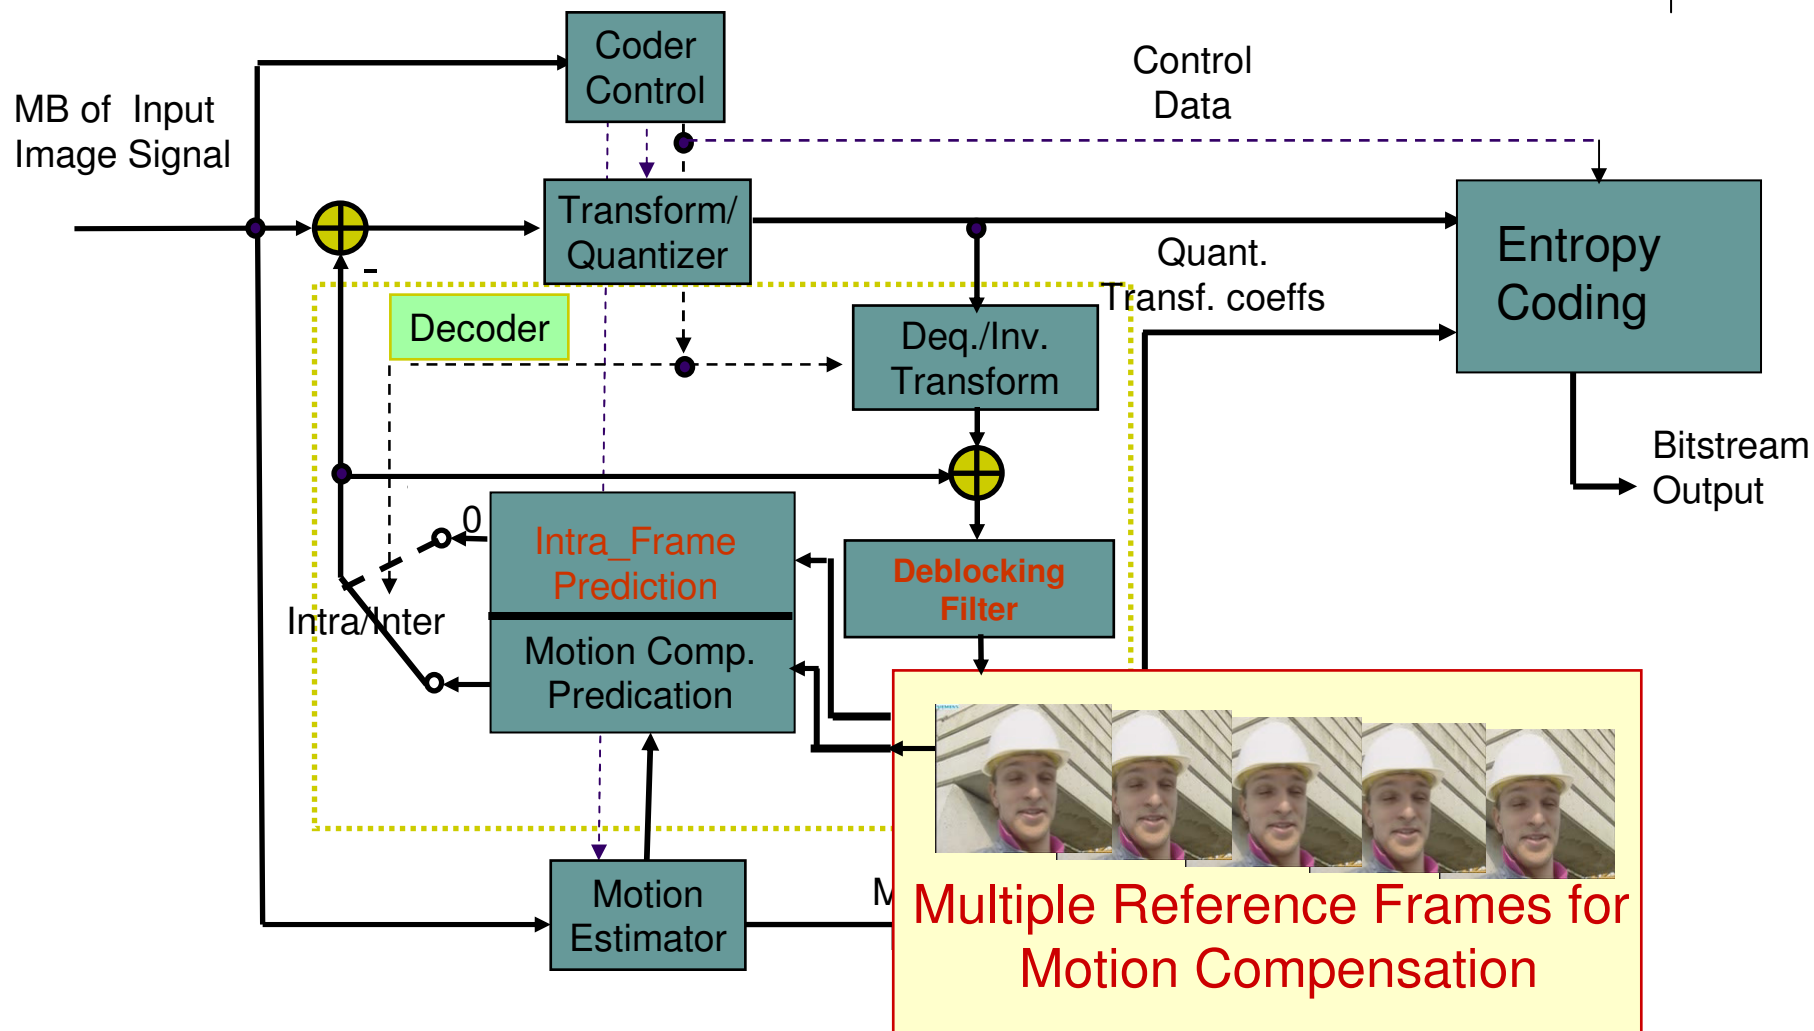 Coder
Control
Control
Data
MB of Input
Image Signal
Transform/
Quantizer
-
Entropy
Coding
Quant.
Transf. coeffs
Decoder
Deq./Inv.
Transform
Bitstream
Output
0
Intra_Frame
Prediction
Deblocking
Filter
Intra/Inter
Motion Comp.
Predication
Motion
Estimator
M
Multiple Reference Frames for
Motion Compensation